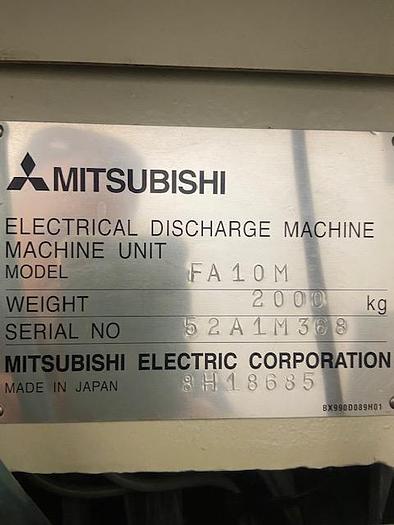 MITSUBISHI
ELECTRICAL DISCHARGE MACHINE
MACHINE UNIT
MODEL FA10M
WEIGHT 2000 kg
SERIAL NO 52A1M368
MITSUBISHI ELECTRIC CORPORATION
MADE IN JAPAN 8H18685
BX990D089H01